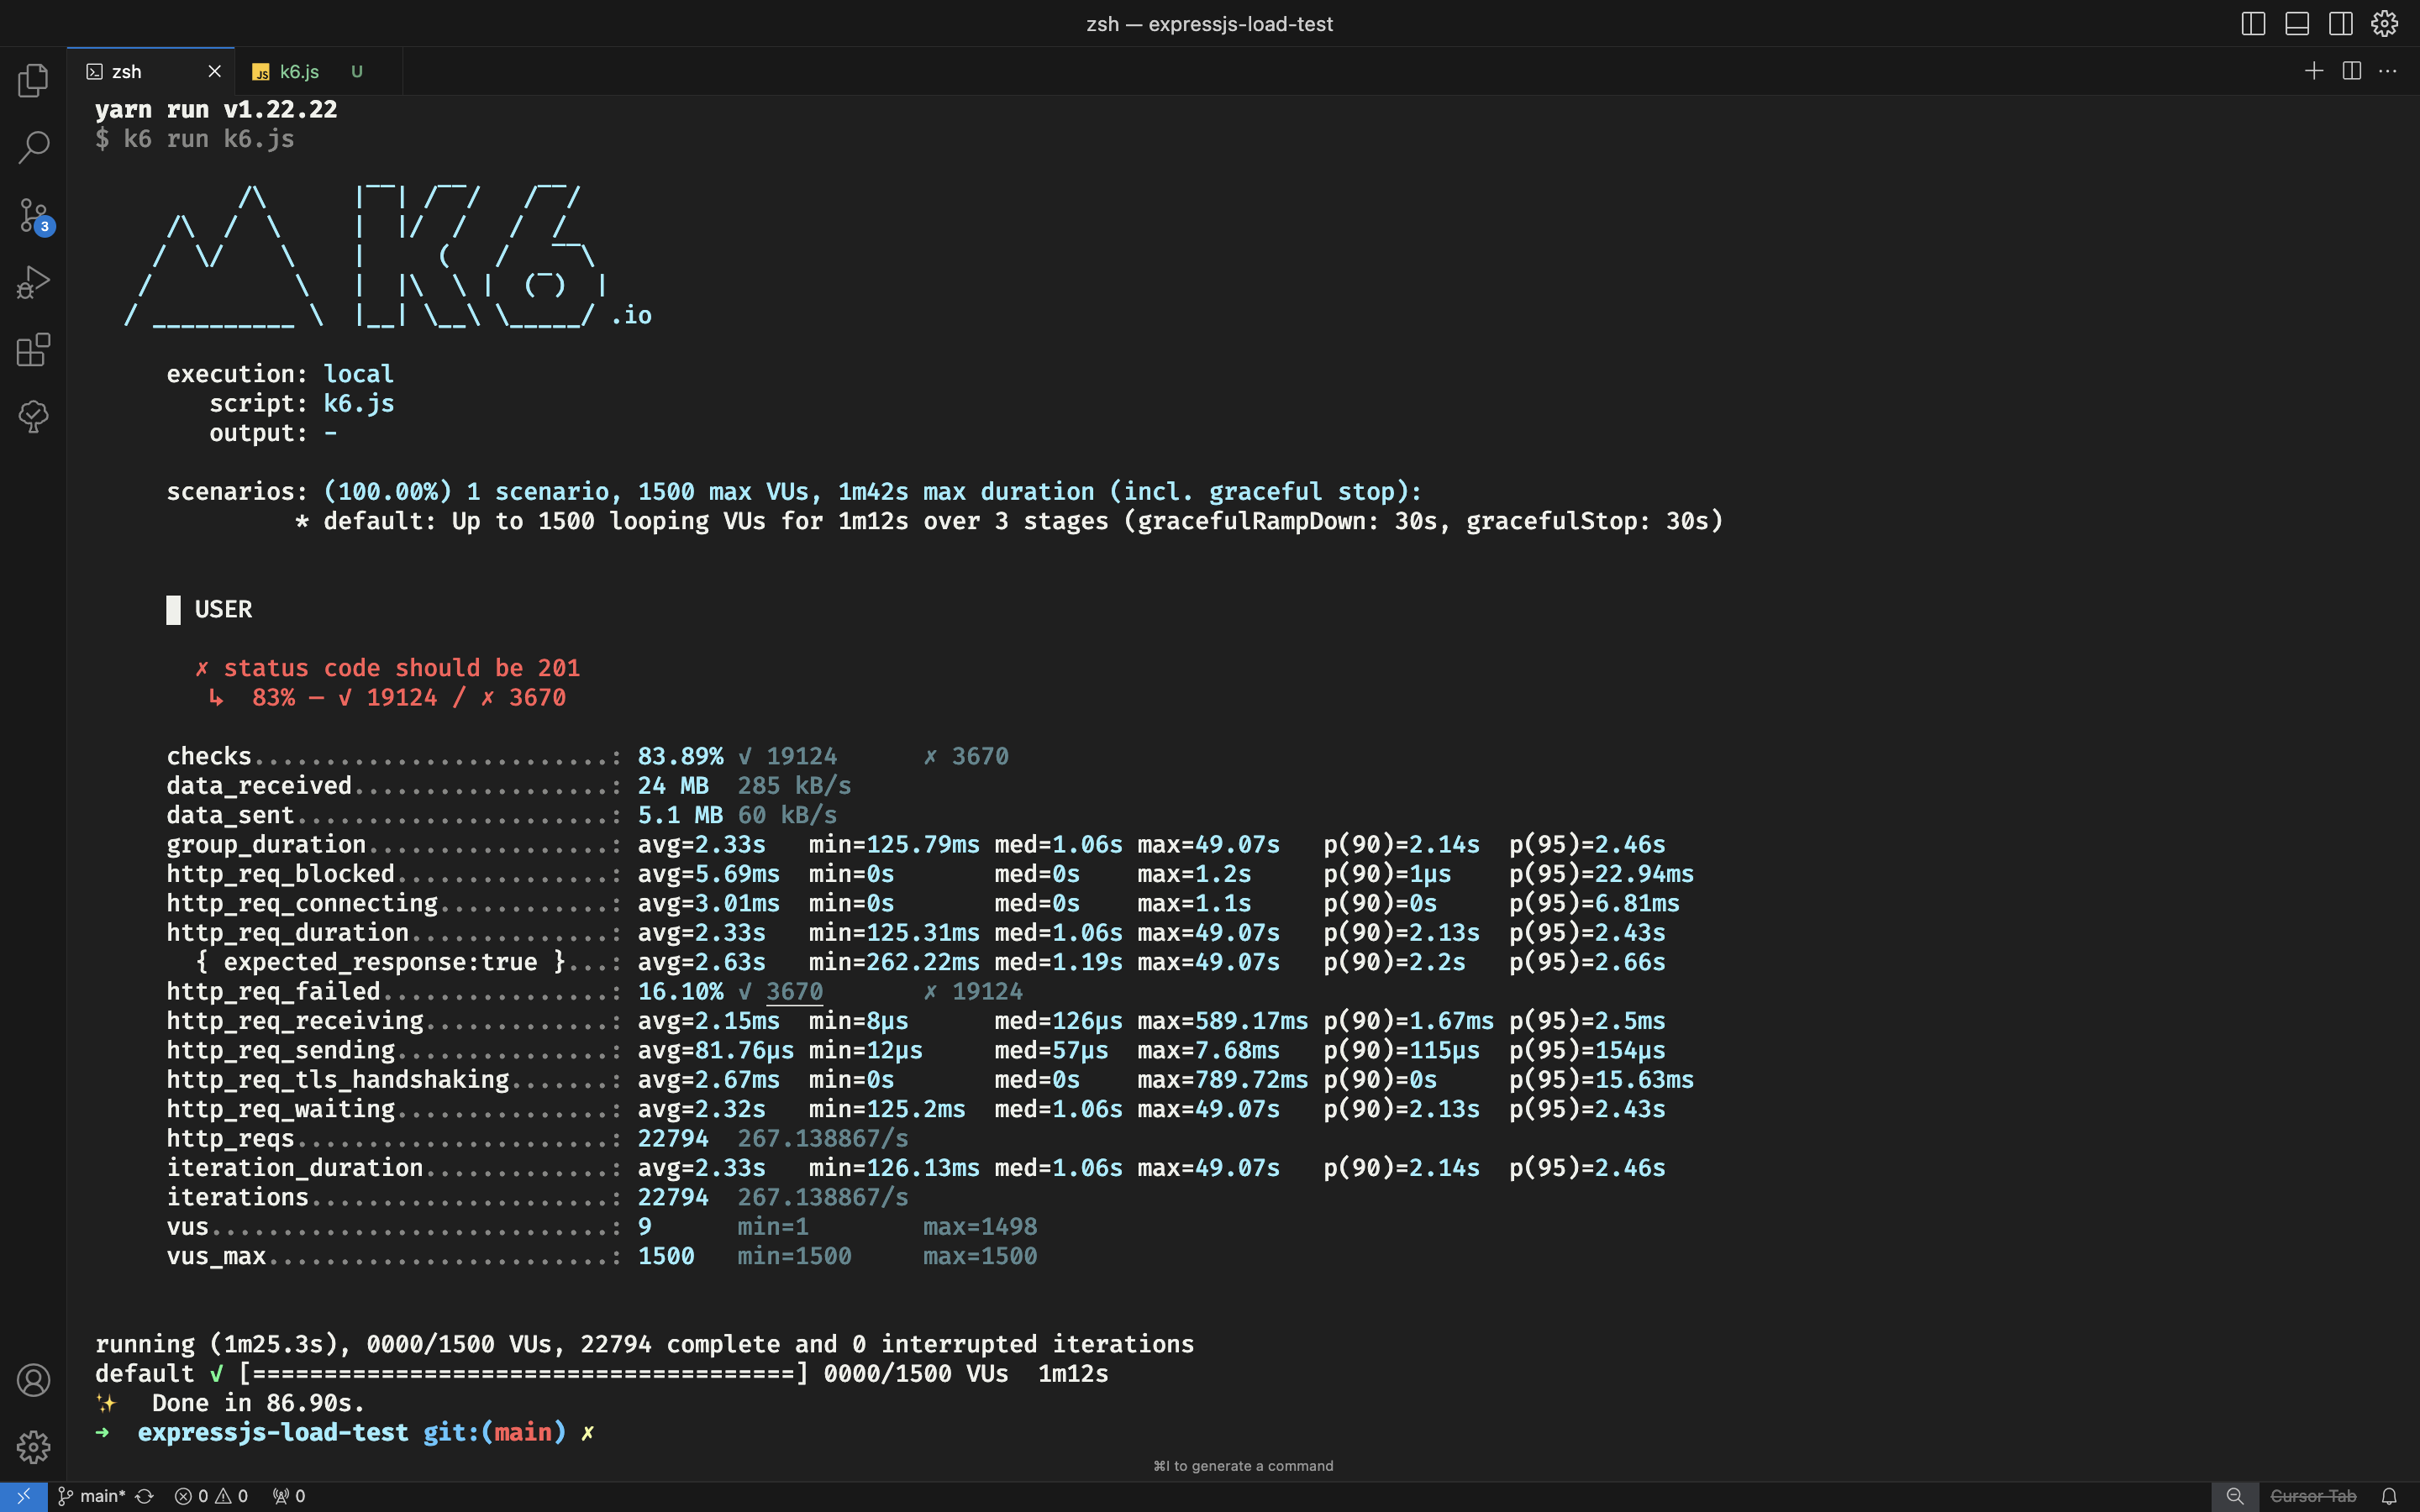 zsh — expressjs-load-test
zsh
JS k6.js U
yarn run v1.22.22
$ k6 run k6.js
          /\      |‾‾| /‾‾/   /‾‾/
     /\  /  \     |  |/  /   /  /
    /  \/    \    |     (   /   ‾‾\
   /          \   |  |\  \ |  (‾)  |
  / __________ \  |__| \__\ \_____/ .io
execution: local
script: k6.js
output: -
scenarios: (100.00%) 1 scenario, 1500 max VUs, 1m42s max duration (incl. graceful stop):
* default: Up to 1500 looping VUs for 1m12s over 3 stages (gracefulRampDown: 30s, gracefulStop: 30s)
█ USER
✗ status code should be 201
↳ 83% — ✓ 19124 / ✗ 3670
checks.........................: 83.89% ✓ 19124 ✗ 3670
data_received..................: 24 MB 285 kB/s
data_sent......................: 5.1 MB 60 kB/s
group_duration.................: avg=2.33s min=125.79ms med=1.06s max=49.07s p(90)=2.14s p(95)=2.46s
http_req_blocked...............: avg=5.69ms min=0s med=0s max=1.2s p(90)=1µs p(95)=22.94ms
http_req_connecting............: avg=3.01ms min=0s med=0s max=1.1s p(90)=0s p(95)=6.81ms
http_req_duration..............: avg=2.33s min=125.31ms med=1.06s max=49.07s p(90)=2.13s p(95)=2.43s
{ expected_response:true }...: avg=2.63s min=262.22ms med=1.19s max=49.07s p(90)=2.2s p(95)=2.66s
http_req_failed................: 16.10% ✓ 3670 ✗ 19124
http_req_receiving.............: avg=2.15ms min=8µs med=126µs max=589.17ms p(90)=1.67ms p(95)=2.5ms
http_req_sending...............: avg=81.76µs min=12µs med=57µs max=7.68ms p(90)=115µs p(95)=154µs
http_req_tls_handshaking.......: avg=2.67ms min=0s med=0s max=789.72ms p(90)=0s p(95)=15.63ms
http_req_waiting...............: avg=2.32s min=125.2ms med=1.06s max=49.07s p(90)=2.13s p(95)=2.43s
http_reqs......................: 22794 267.138867/s
iteration_duration.............: avg=2.33s min=126.13ms med=1.06s max=49.07s p(90)=2.14s p(95)=2.46s
iterations.....................: 22794 267.138867/s
vus............................: 9 min=1 max=1498
vus_max........................: 1500 min=1500 max=1500
running (1m25.3s), 0000/1500 VUs, 22794 complete and 0 interrupted iterations
default ✓ [======================================] 0000/1500 VUs 1m12s
✨ Done in 86.90s.
➜ expressjs-load-test git:(main) ✗
⌘I to generate a command
3
main* 0 0 0
Cursor Tab